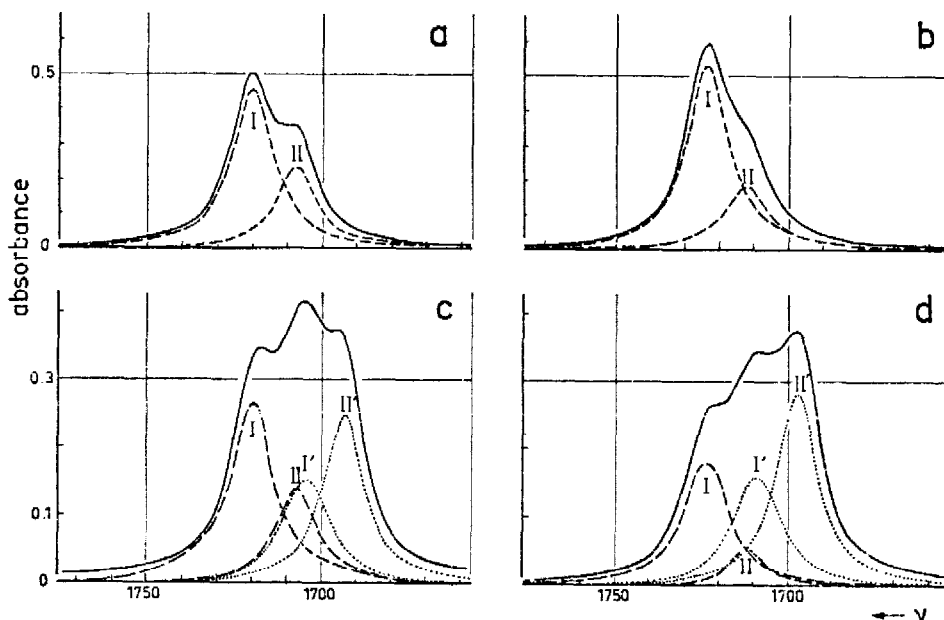 a
b
0.5
I
II
I
II
0
absorbance
c
d
0.3
I
II
I'
II'
I
II
I'
II'
0.1
0
1750
1700
1750
1700
← ν